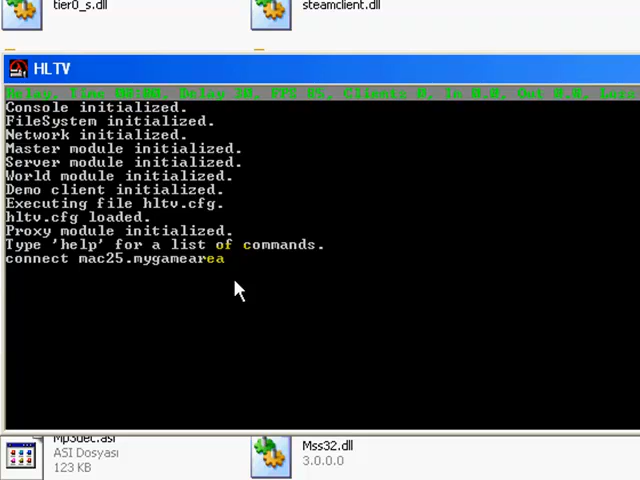 tier0_s.dll
steamclient.dll
HLTV
Console initialized.
FileSystem initialized.
Network initialized.
Master module initialized.
Server module initialized.
World module initialized.
Demo client initialized.
Executing file hltv.cfg.
hltv.cfg loaded.
Proxy module initialized.
Type 'help' for a list of commands.
connect mac25.mygamearea
Mp3dec.asi
ASI Dosyası
123 KB
Mss32.dll
3.0.0.0